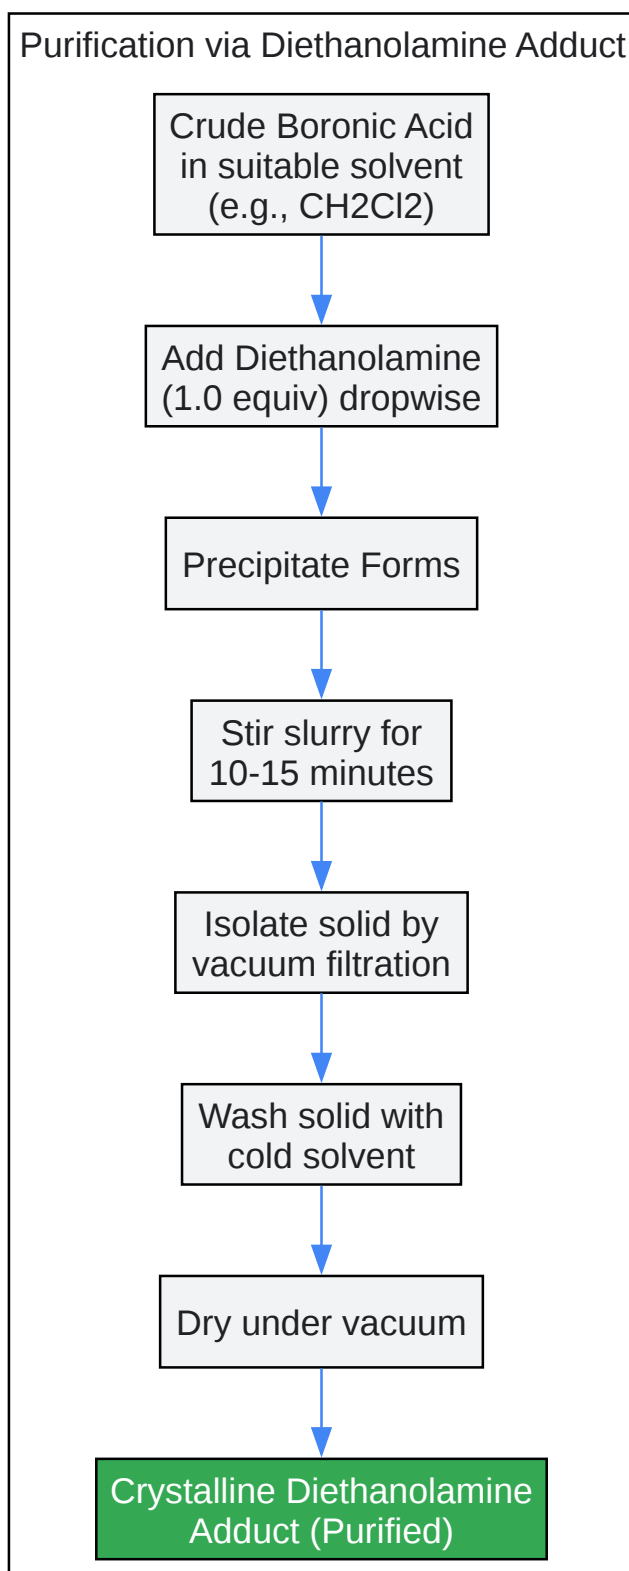 Purification via Diethanolamine Adduct
Crude Boronic Acid
in suitable solvent
(e.g., CH2Cl2)
Add Diethanolamine
(1.0 equiv) dropwise
Precipitate Forms
Stir slurry for
10-15 minutes
Isolate solid by
vacuum filtration
Wash solid with
cold solvent
Dry under vacuum
Crystalline Diethanolamine
Adduct (Purified)